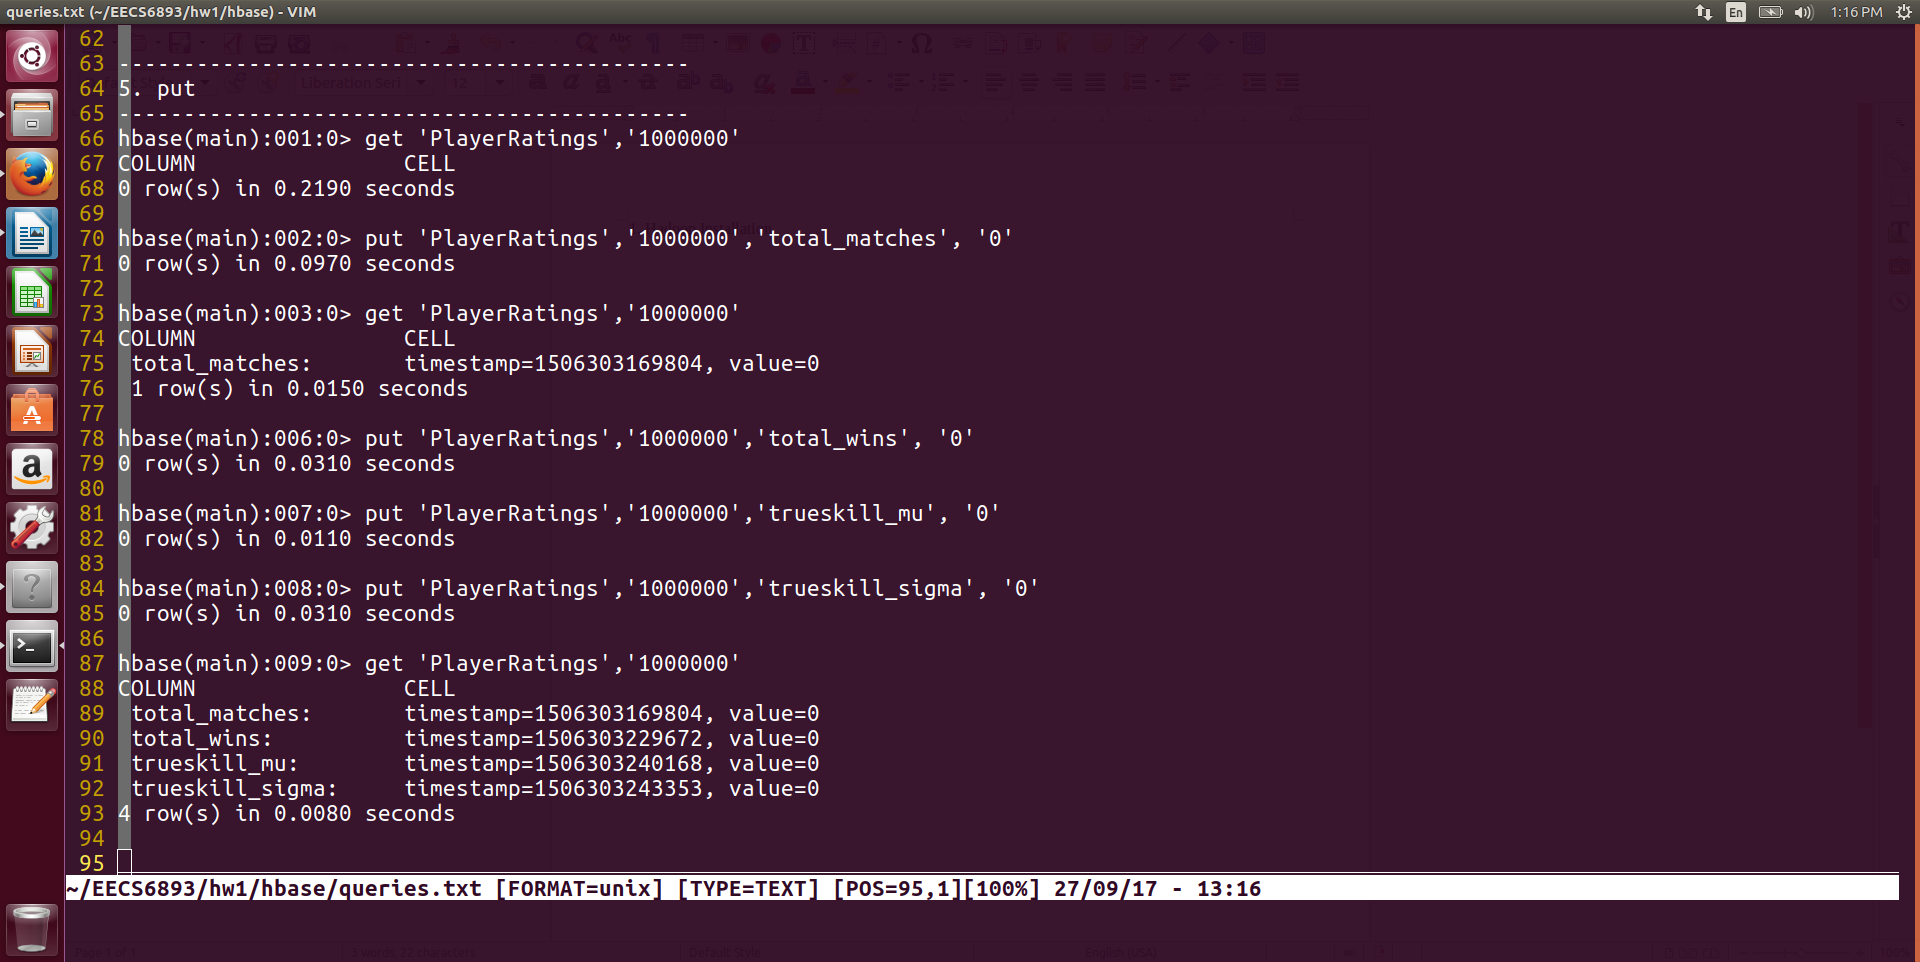 queries.txt (~/EECS6893/hw1/hbase) - VIM
En
1:16 PM
62
63 --------------------------------------------
64 5. put
65 --------------------------------------------
66 hbase(main):001:0> get 'PlayerRatings','1000000'
67 COLUMN                CELL
68 0 row(s) in 0.2190 seconds
69
70 hbase(main):002:0> put 'PlayerRatings','1000000','total_matches', '0'
71 0 row(s) in 0.0970 seconds
72
73 hbase(main):003:0> get 'PlayerRatings','1000000'
74 COLUMN                CELL
75  total_matches:       timestamp=1506303169804, value=0
76  1 row(s) in 0.0150 seconds
77
78 hbase(main):006:0> put 'PlayerRatings','1000000','total_wins', '0'
79 0 row(s) in 0.0310 seconds
80
81 hbase(main):007:0> put 'PlayerRatings','1000000','trueskill_mu', '0'
82 0 row(s) in 0.0110 seconds
83
84 hbase(main):008:0> put 'PlayerRatings','1000000','trueskill_sigma', '0'
85 0 row(s) in 0.0310 seconds
86
87 hbase(main):009:0> get 'PlayerRatings','1000000'
88 COLUMN                CELL
89  total_matches:       timestamp=1506303169804, value=0
90  total_wins:          timestamp=1506303229672, value=0
91  trueskill_mu:        timestamp=1506303240168, value=0
92  trueskill_sigma:     timestamp=1506303243353, value=0
93 4 row(s) in 0.0080 seconds
94
95
~/EECS6893/hw1/hbase/queries.txt [FORMAT=unix] [TYPE=TEXT] [POS=95,1][100%] 27/09/17 - 13:16